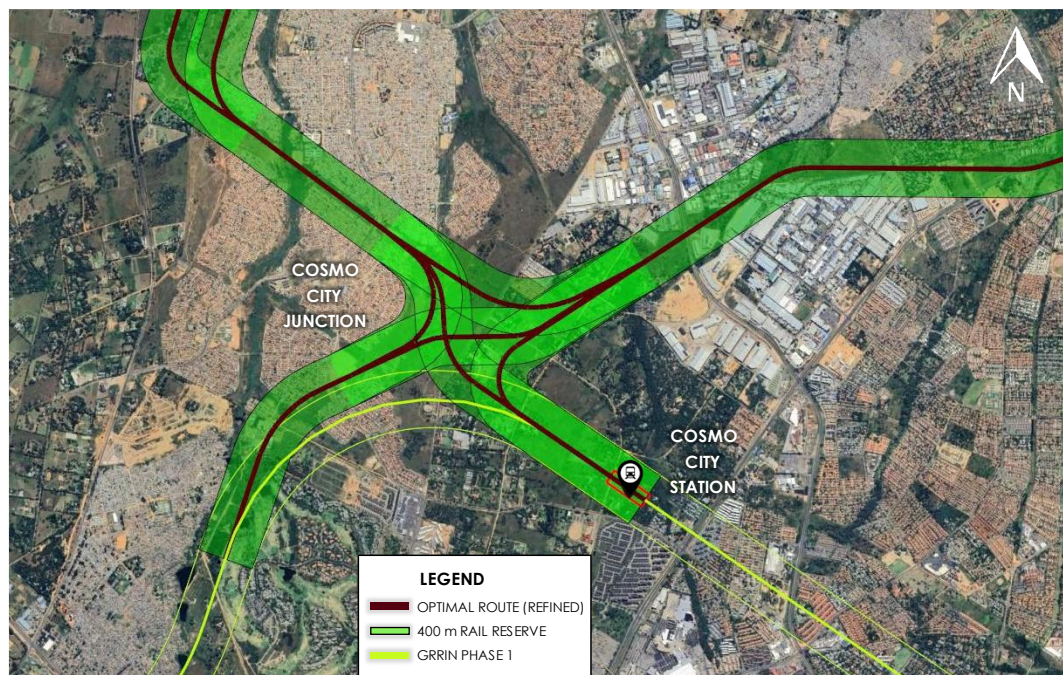 N
COSMO
CITY
JUNCTION
COSMO
CITY
STATION
LEGEND
OPTIMAL ROUTE (REFINED)
400 m RAIL RESERVE
GRRIN PHASE 1